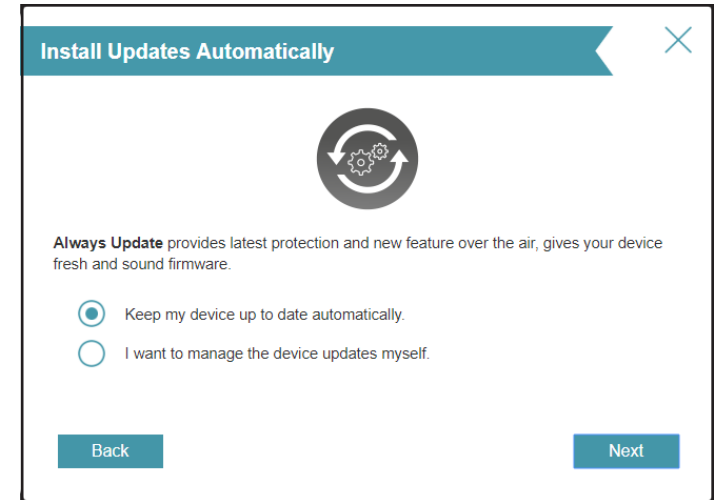 Install Updates Automatically
Always Update provides latest protection and new feature over the air, gives your device
fresh and sound firmware.
Keep my device up to date automatically.
I want to manage the device updates myself.
Back
Next